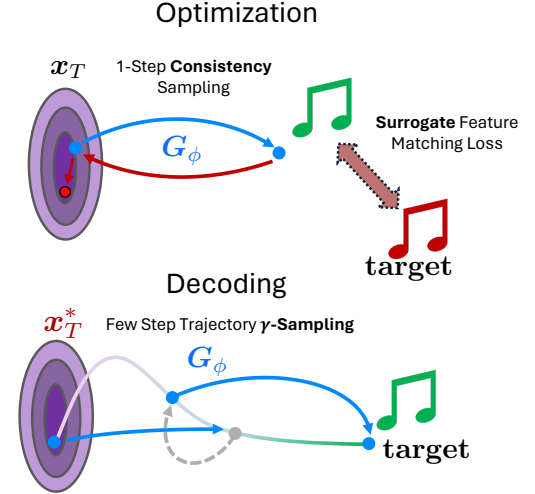 Optimization
x_T
1-Step Consistency
Sampling
G_ϕ
Surrogate Feature
Matching Loss
target
Decoding
x_T^*
Few Step Trajectory γ-Sampling
G_ϕ
target